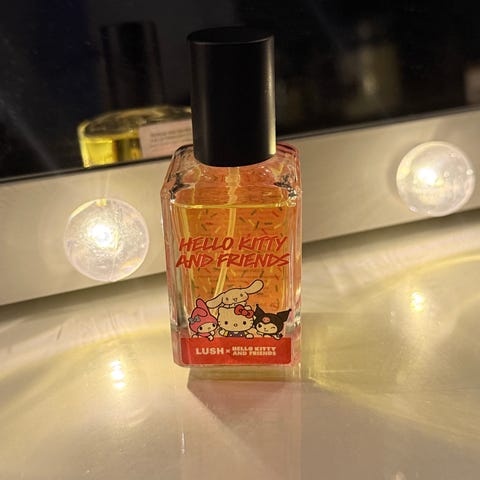 HELLO KITTY
AND FRIENDS
LUSH × HELLO KITTY
AND FRIENDS